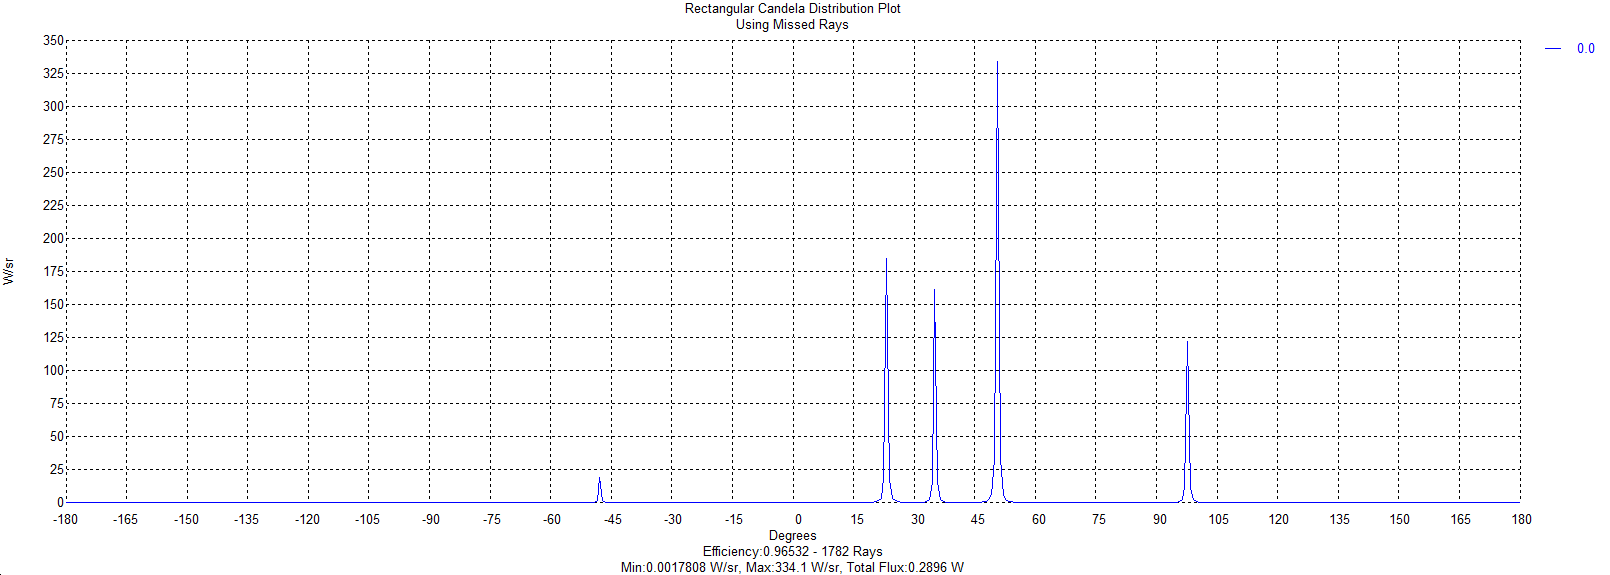 Rectangular Candela Distribution Plot
Using Missed Rays
350
325
300
275
250
225
200
175
150
125
100
75
50
25
0
W/sr
-180 -165 -150 -135 -120 -105 -90 -75 -60 -45 -30 -15 0 15 30 45 60 75 90 105 120 135 150 165 180
Degrees
Efficiency:0.96532 - 1782 Rays
Min:0.0017808 W/sr, Max:334.1 W/sr, Total Flux:0.2896 W
0.0